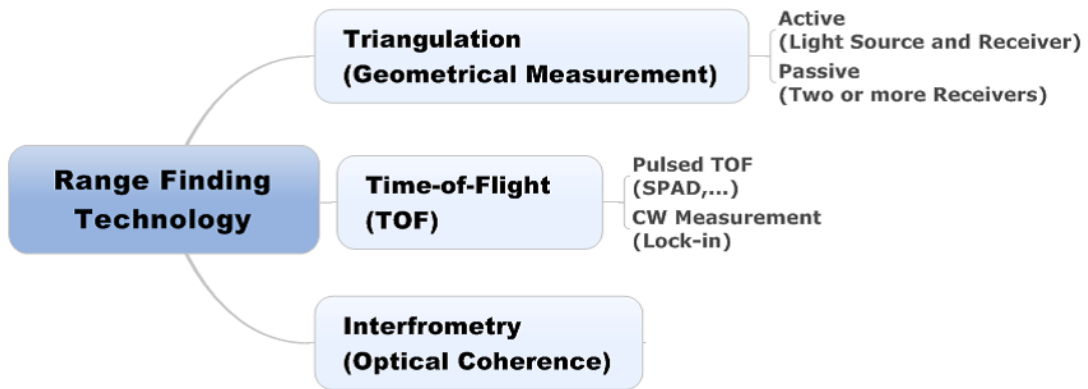 Triangulation
(Geometrical Measurement)
Active
(Light Source and Receiver)
Passive
(Two or more Receivers)
Range Finding
Technology
Time-of-Flight
(TOF)
Pulsed TOF
(SPAD,...)
CW Measurement
(Lock-in)
Interfrometry
(Optical Coherence)